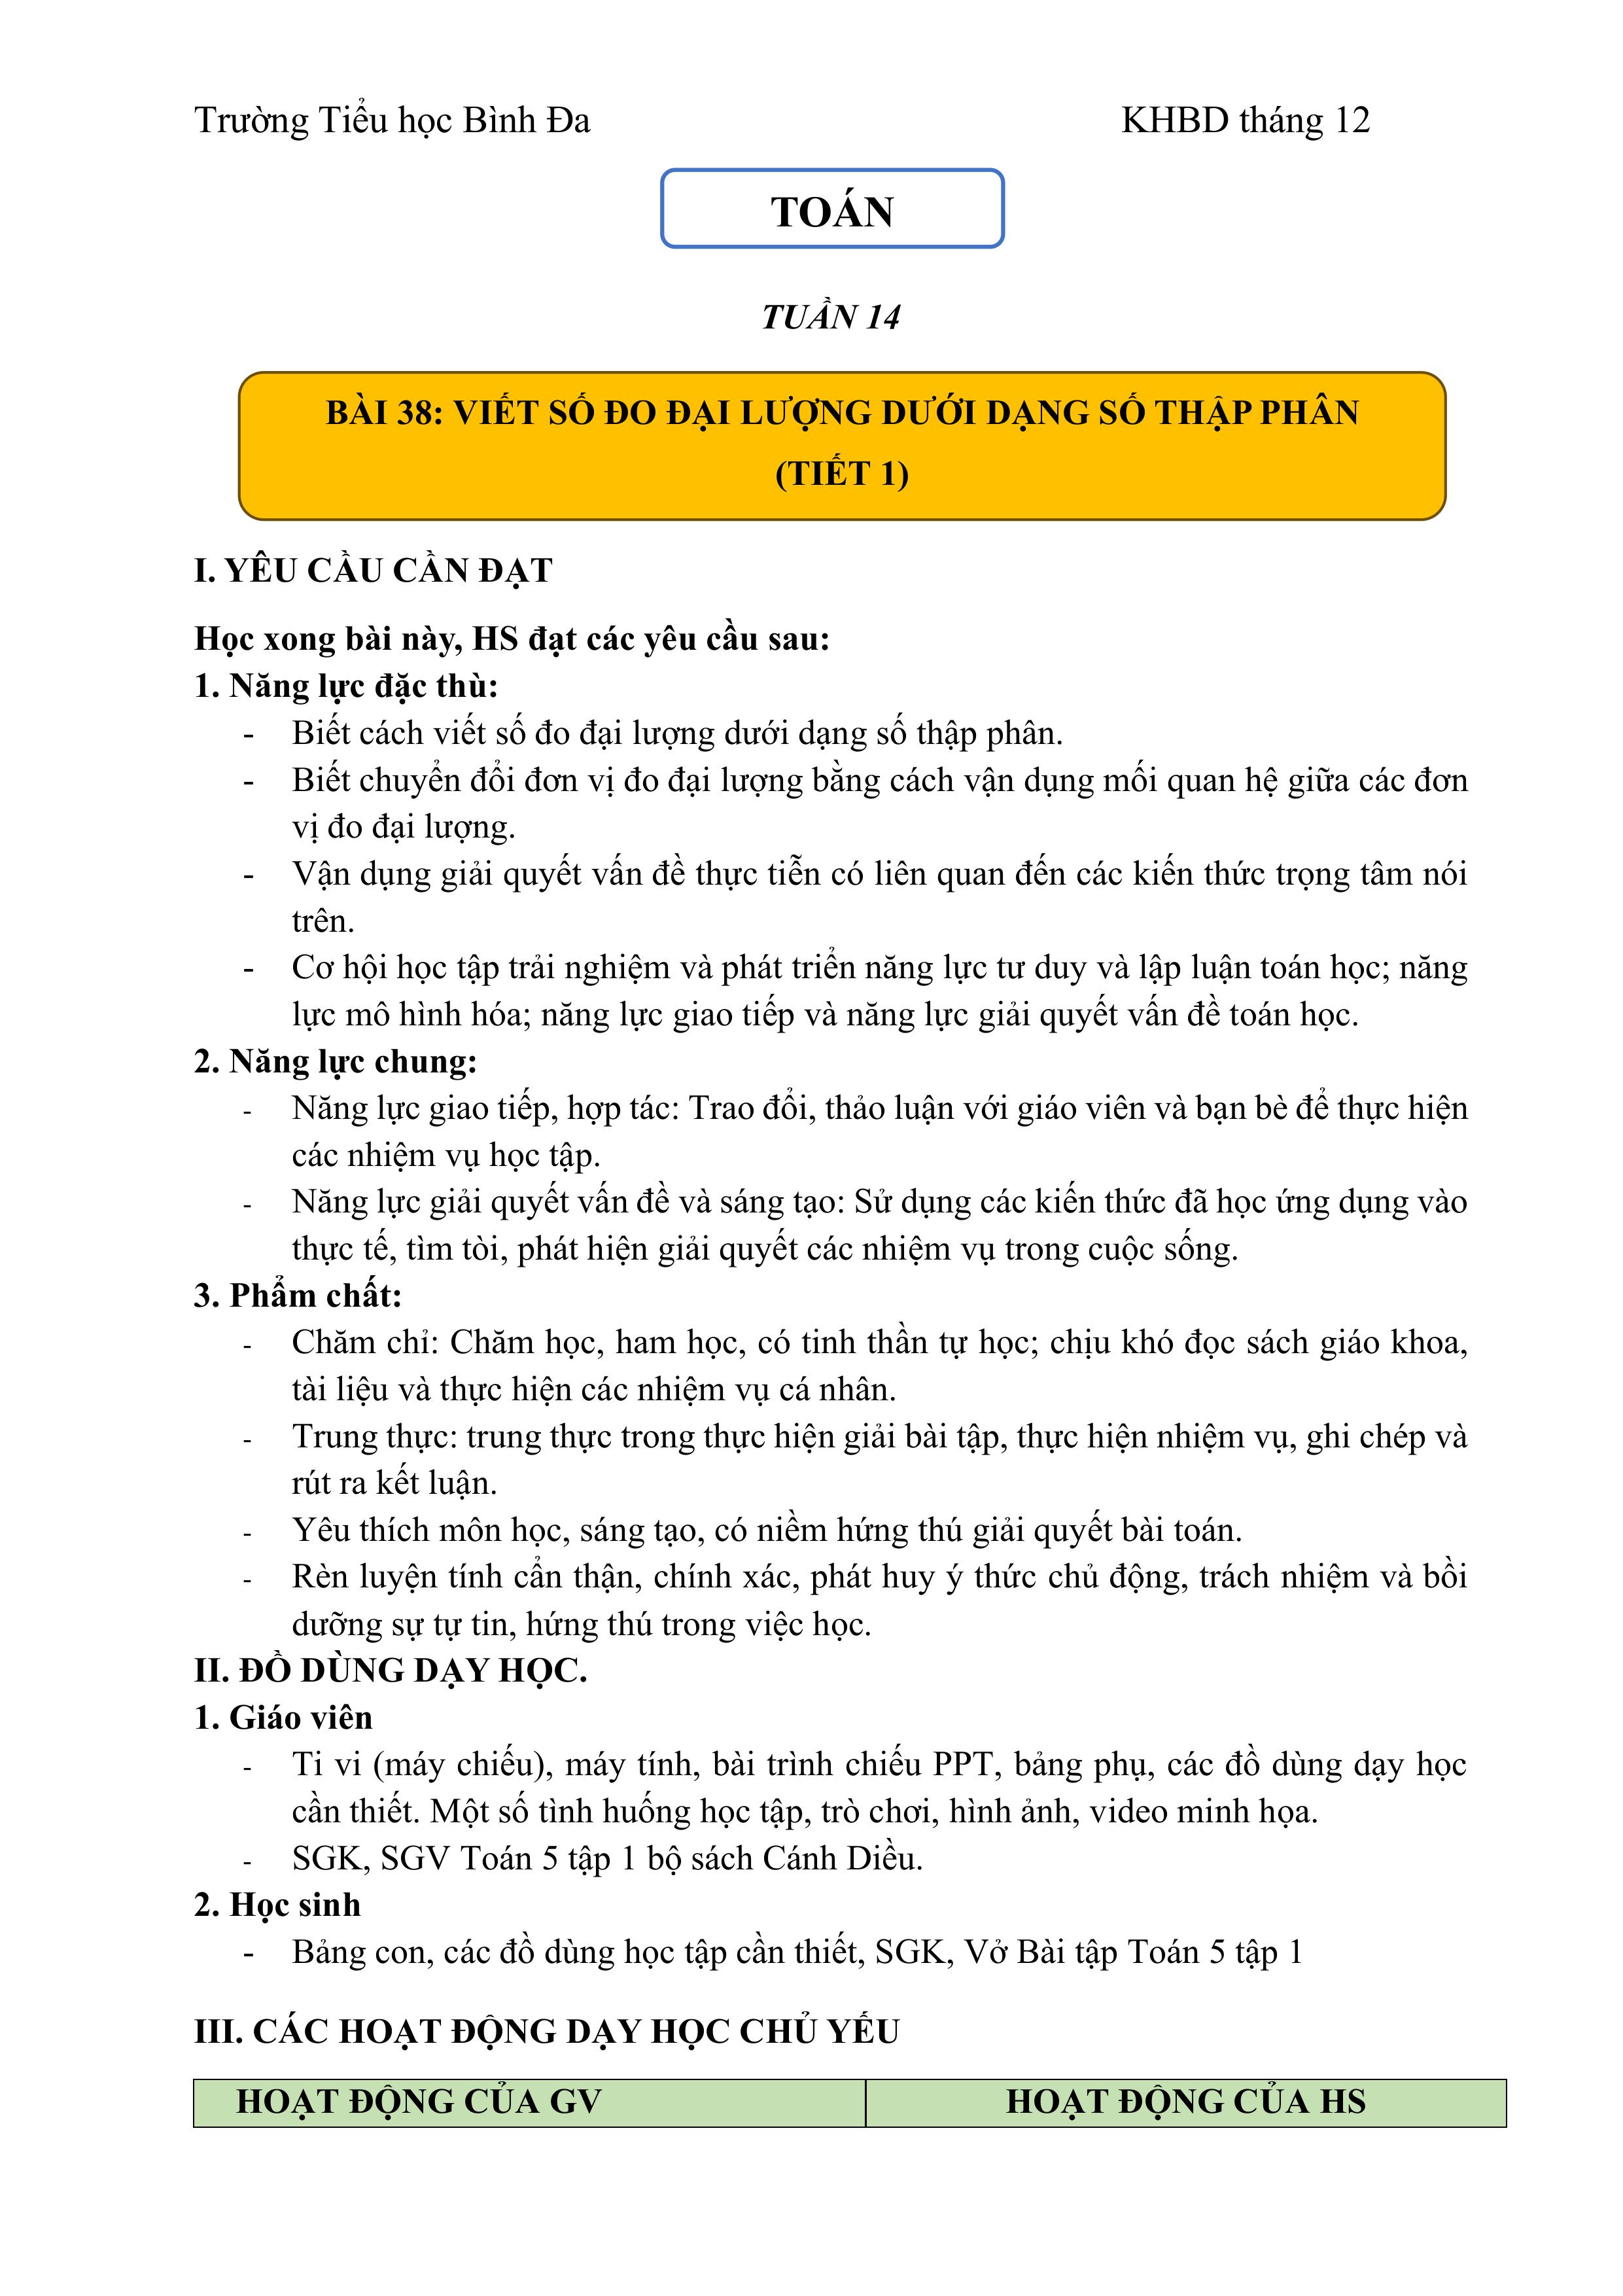 Trường Tiểu học Bình Đa KHBD tháng 12
TOÁN
TUẦN 14
BÀI 38: VIẾT SỐ ĐO ĐẠI LƯỢNG DƯỚI DẠNG SỐ THẬP PHÂN
(TIẾT 1)
I. YÊU CẦU CẦN ĐẠT
Học xong bài này, HS đạt các yêu cầu sau:
1. Năng lực đặc thù:
- Biết cách viết số đo đại lượng dưới dạng số thập phân.
- Biết chuyển đổi đơn vị đo đại lượng bằng cách vận dụng mối quan hệ giữa các đơn
vị đo đại lượng.
- Vận dụng giải quyết vấn đề thực tiễn có liên quan đến các kiến thức trọng tâm nói
trên.
- Cơ hội học tập trải nghiệm và phát triển năng lực tư duy và lập luận toán học; năng
lực mô hình hóa; năng lực giao tiếp và năng lực giải quyết vấn đề toán học.
2. Năng lực chung:
- Năng lực giao tiếp, hợp tác: Trao đổi, thảo luận với giáo viên và bạn bè để thực hiện
các nhiệm vụ học tập.
- Năng lực giải quyết vấn đề và sáng tạo: Sử dụng các kiến thức đã học ứng dụng vào
thực tế, tìm tòi, phát hiện giải quyết các nhiệm vụ trong cuộc sống.
3. Phẩm chất:
- Chăm chỉ: Chăm học, ham học, có tinh thần tự học; chịu khó đọc sách giáo khoa,
tài liệu và thực hiện các nhiệm vụ cá nhân.
- Trung thực: trung thực trong thực hiện giải bài tập, thực hiện nhiệm vụ, ghi chép và
rút ra kết luận.
- Yêu thích môn học, sáng tạo, có niềm hứng thú giải quyết bài toán.
- Rèn luyện tính cẩn thận, chính xác, phát huy ý thức chủ động, trách nhiệm và bồi
dưỡng sự tự tin, hứng thú trong việc học.
II. ĐỒ DÙNG DẠY HỌC.
1. Giáo viên
- Ti vi (máy chiếu), máy tính, bài trình chiếu PPT, bảng phụ, các đồ dùng dạy học
cần thiết. Một số tình huống học tập, trò chơi, hình ảnh, video minh họa.
- SGK, SGV Toán 5 tập 1 bộ sách Cánh Diều.
2. Học sinh
- Bảng con, các đồ dùng học tập cần thiết, SGK, Vở Bài tập Toán 5 tập 1
III. CÁC HOẠT ĐỘNG DẠY HỌC CHỦ YẾU
HOẠT ĐỘNG CỦA GV HOẠT ĐỘNG CỦA HS